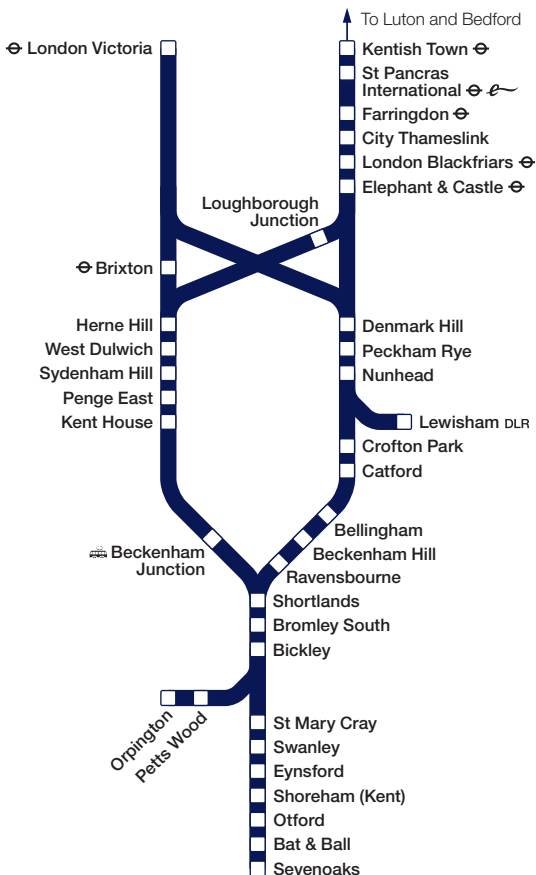 To Luton and Bedford
London Victoria
Kentish Town
St Pancras
International
Farringdon
City Thameslink
London Blackfriars
Elephant & Castle
Loughborough
Junction
Brixton
Herne Hill
West Dulwich
Sydenham Hill
Penge East
Kent House
Denmark Hill
Peckham Rye
Nunhead
Lewisham DLR
Crofton Park
Catford
Bellingham
Beckenham Hill
Ravensbourne
Beckenham
Junction
Shortlands
Bromley South
Bickley
Orpington
Petts Wood
St Mary Cray
Swanley
Eynsford
Shoreham (Kent)
Otford
Bat & Ball
Sevenoaks